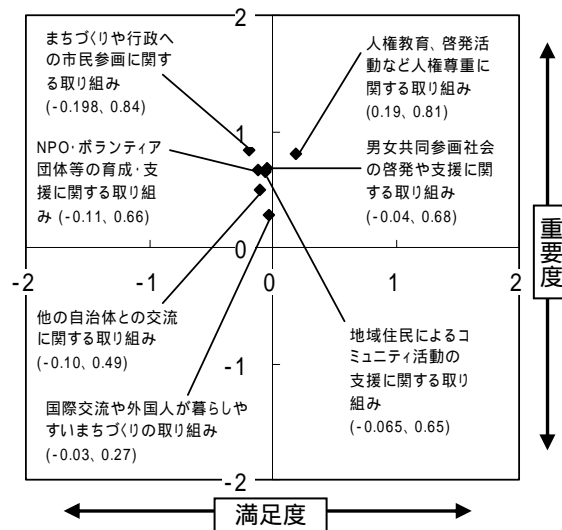 2
まちづくりや行政へ
の市民参画に関す
る取り組み
(-0.198、0.84)
人権教育、啓発活
動など人権尊重に
関する取り組み
(0.19、0.81)
1
NPO・ボランティア
団体等の育成・支
援に関する取り組
み (-0.11、0.66)
男女共同参画社会
の啓発や支援に関
する取り組み
(-0.04、0.68)
0
-2
-1
0
1
2
重要度
他の自治体との交流
に関する取り組み
(-0.10、0.49)
-1
地域住民によるコ
ミュニティ活動の
支援に関する取り
組み
(-0.065、0.65)
国際交流や外国人が暮らしや
すいまちづくりの取り組み
(-0.03、0.27)
-2
満足度